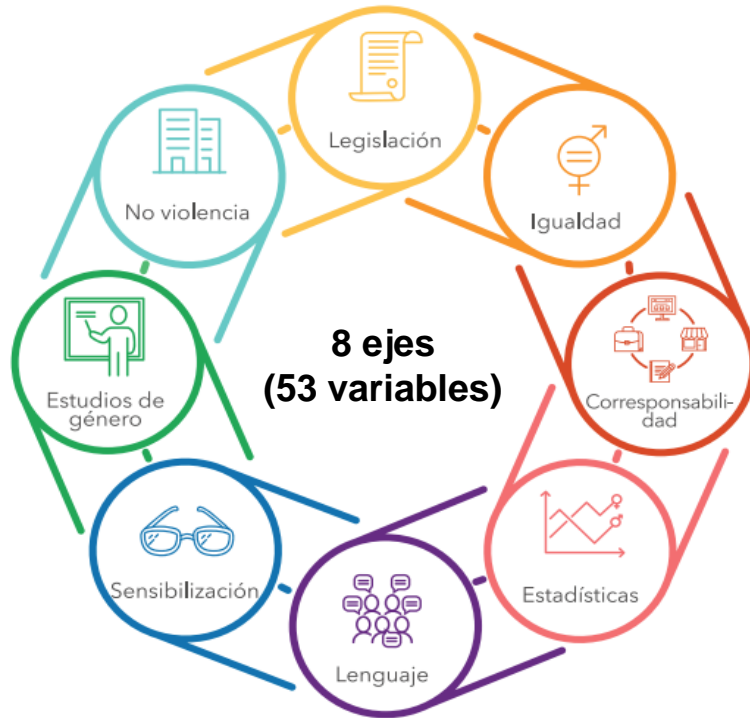 Legislación
Igualdad
Corresponsabili-
dad
Estadísticas
Lenguaje
Sensibilización
Estudios de
género
No violencia
8 ejes
(53 variables)